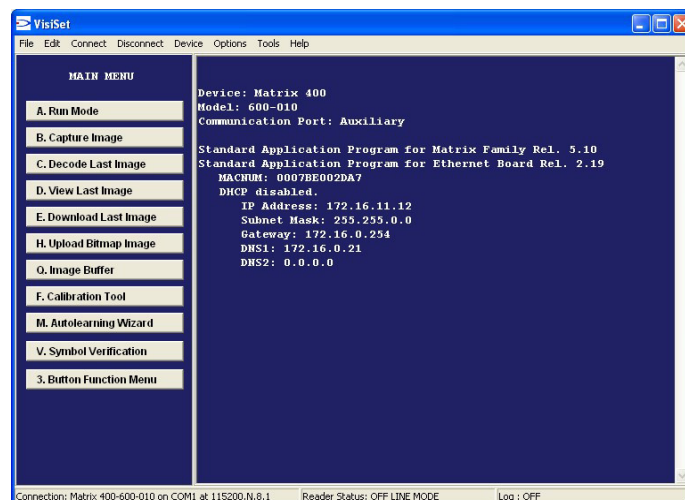 VisiSet
File Edit Connect Disconnect Device Options Tools Help
MAIN MENU
A. Run Mode
B. Capture Image
C. Decode Last Image
D. View Last Image
E. Download Last Image
H. Upload Bitmap Image
Q. Image Buffer
F. Calibration Tool
M. Autolearning Wizard
V. Symbol Verification
3. Button Function Menu
Device: Matrix 400
Model: 600-010
Communication Port: Auxiliary
Standard Application Program for Matrix Family Rel. 5.10
Standard Application Program for Ethernet Board Rel. 2.19
MACNUM: 0007BE002DA7
DHCP disabled.
IP Address: 172.16.11.12
Subnet Mask: 255.255.0.0
Gateway: 172.16.0.254
DNS1: 172.16.0.21
DNS2: 0.0.0.0
Connection: Matrix 400-600-010 on COM1 at 115200,N,8,1 Reader Status: OFF LINE MODE Log : OFF